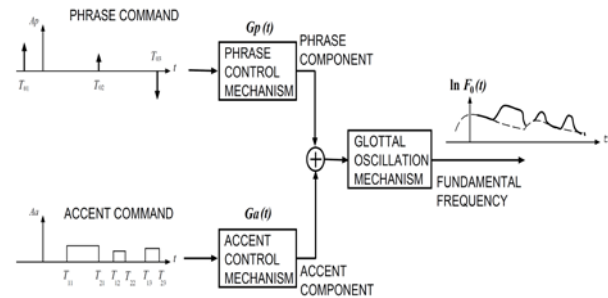 PHRASE COMMAND
Ap
T01
T02
T03
t
Gp(t)
PHRASE
CONTROL
MECHANISM
PHRASE
COMPONENT
ln F0(t)
t
+
GLOTTAL
OSCILLATION
MECHANISM
FUNDAMENTAL
FREQUENCY
ACCENT COMMAND
Aa
t
T11 T21 T12 T22 T13 T23
Ga(t)
ACCENT
CONTROL
MECHANISM
ACCENT
COMPONENT